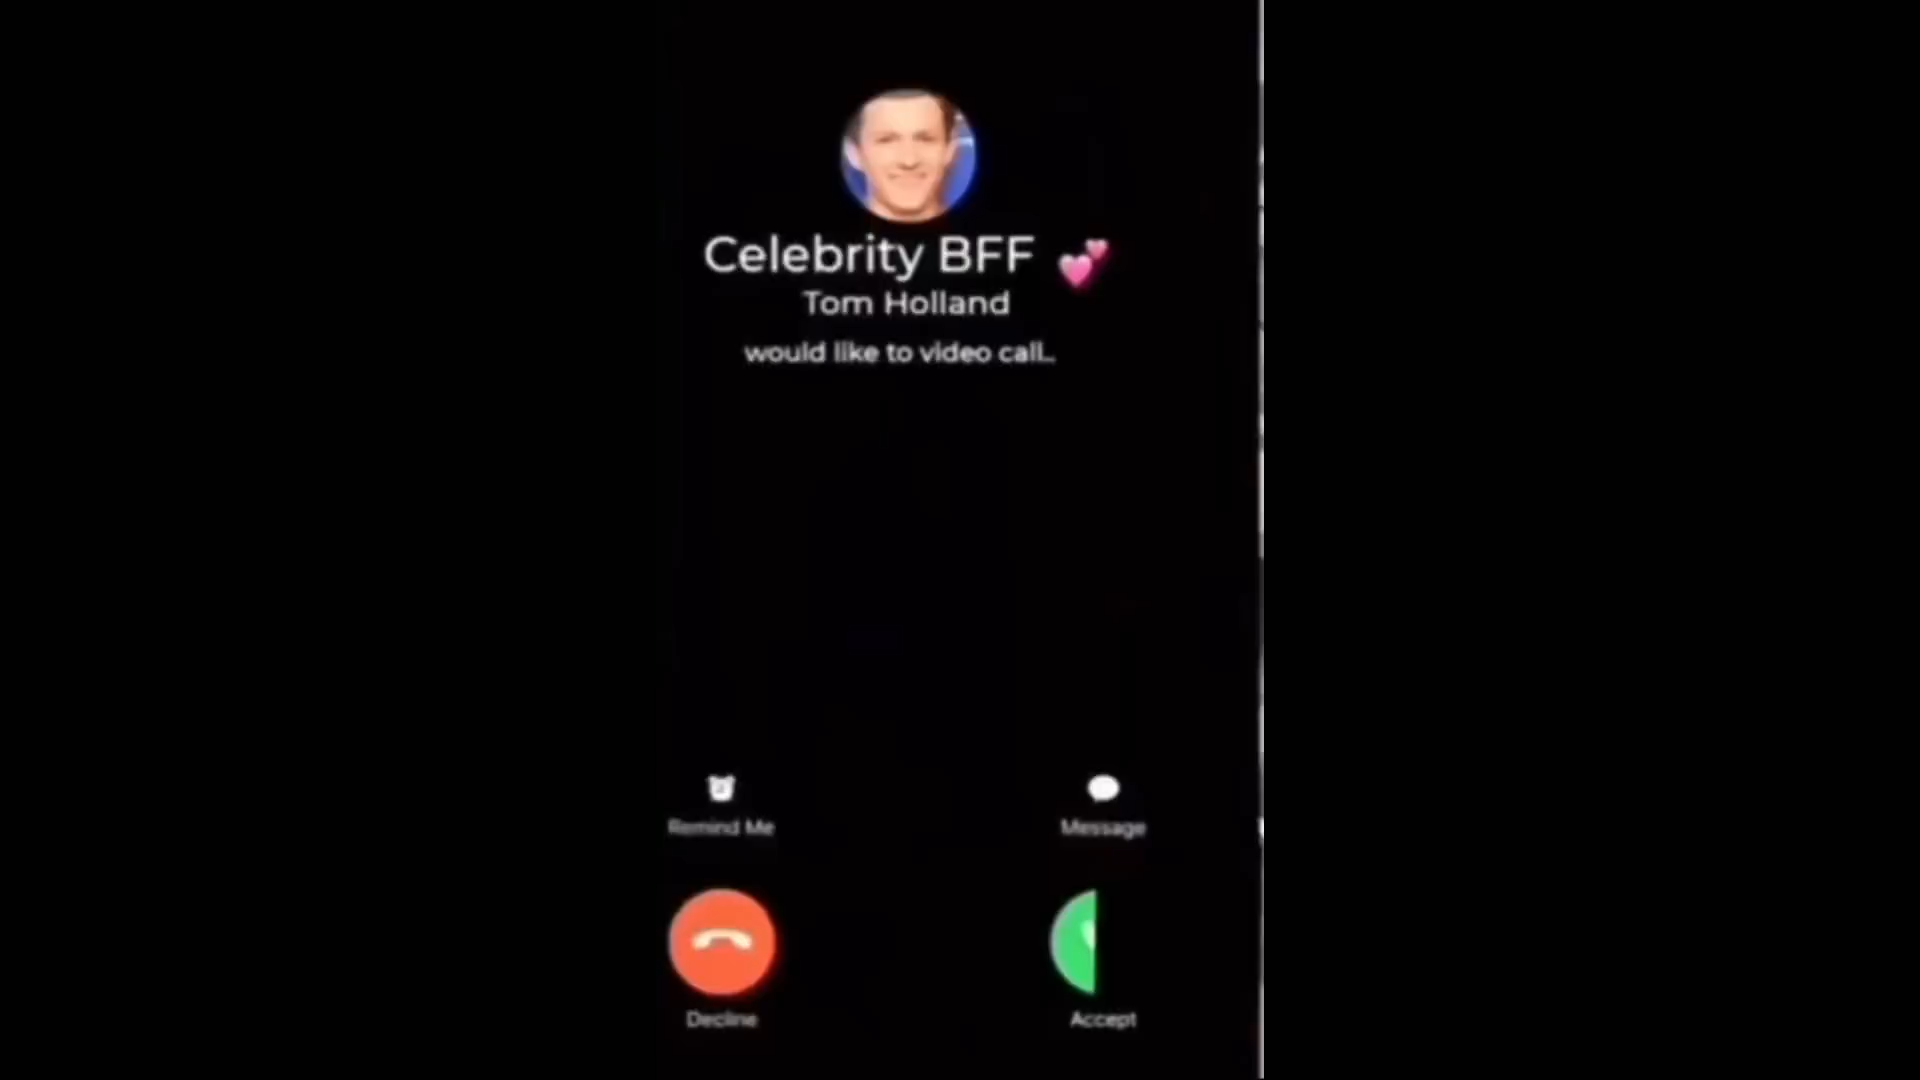 Celebrity BFF 💕
Tom Holland
would like to video call..
Remind Me
Message
Decline
Accept